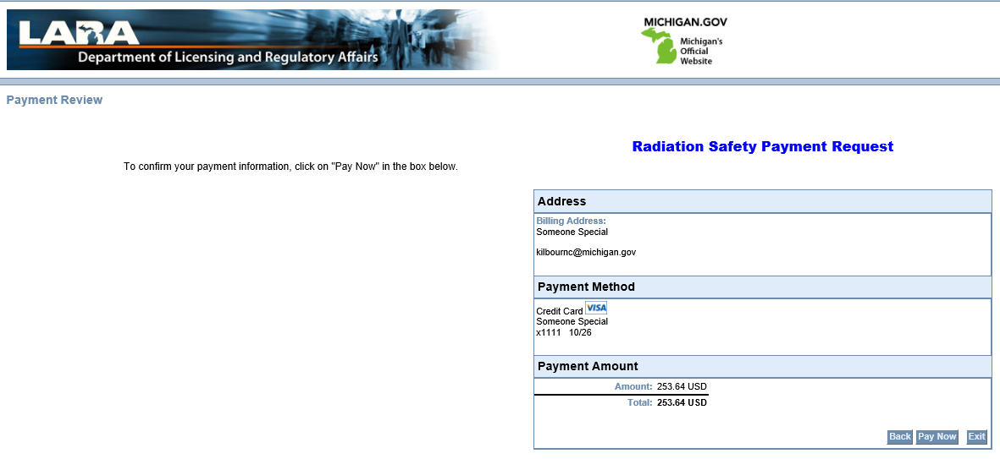 LARA
Department of Licensing and Regulatory Affairs
MICHIGAN.GOV
Michigan's
Official
Website
Payment Review
Radiation Safety Payment Request
To confirm your payment information, click on "Pay Now" in the box below.
Address
Billing Address:
Someone Special
kilbournc@michigan.gov
Payment Method
Credit Card VISA
Someone Special
x1111 10/26
Payment Amount
Amount: 253.64 USD
Total: 253.64 USD
Back Pay Now Exit